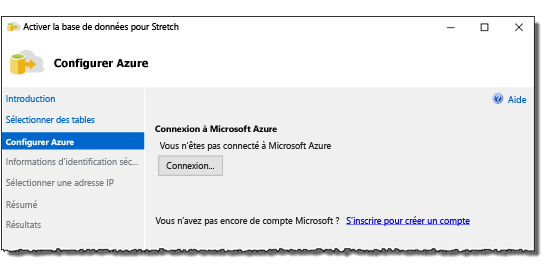 Activer la base de données pour Stretch
Configurer Azure
Introduction
Aide
Sélectionner des tables
Configurer Azure
Informations d'identification séc...
Sélectionner une adresse IP
Résumé
Résultats
Connexion à Microsoft Azure
Vous n'êtes pas connecté à Microsoft Azure
Connexion...
Vous n'avez pas encore de compte Microsoft ? S'inscrire pour créer un compte